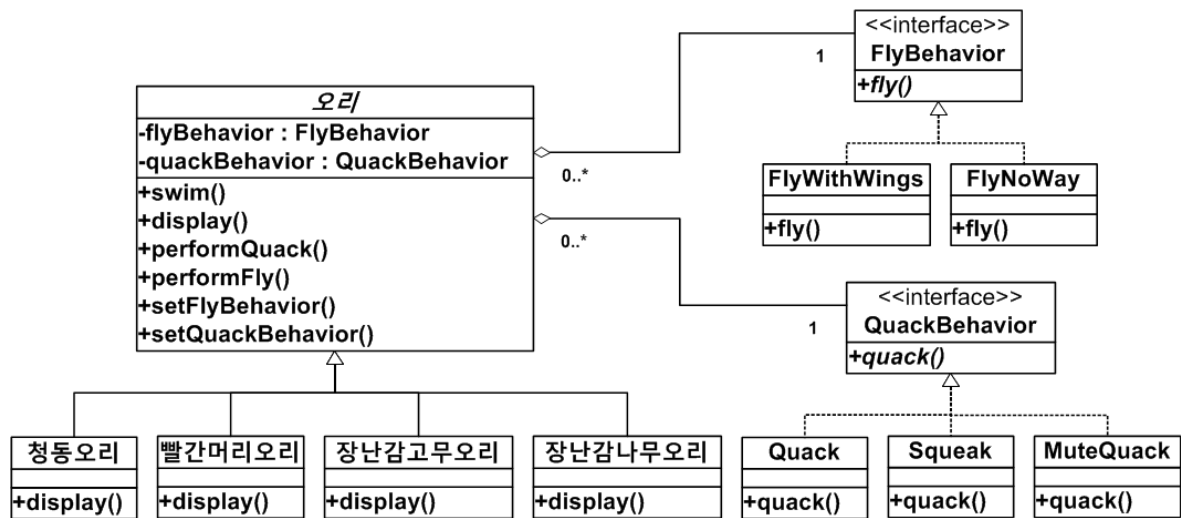 오리
-flyBehavior : FlyBehavior
-quackBehavior : QuackBehavior
+swim()
+display()
+performQuack()
+performFly()
+setFlyBehavior()
+setQuackBehavior()
0..*
0..*
1
<<interface>>
FlyBehavior
+fly()
FlyWithWings
+fly()
FlyNoWay
+fly()
1
<<interface>>
QuackBehavior
+quack()
청동오리
+display()
빨간머리오리
+display()
장난감고무오리
+display()
장난감나무오리
+display()
Quack
+quack()
Squeak
+quack()
MuteQuack
+quack()